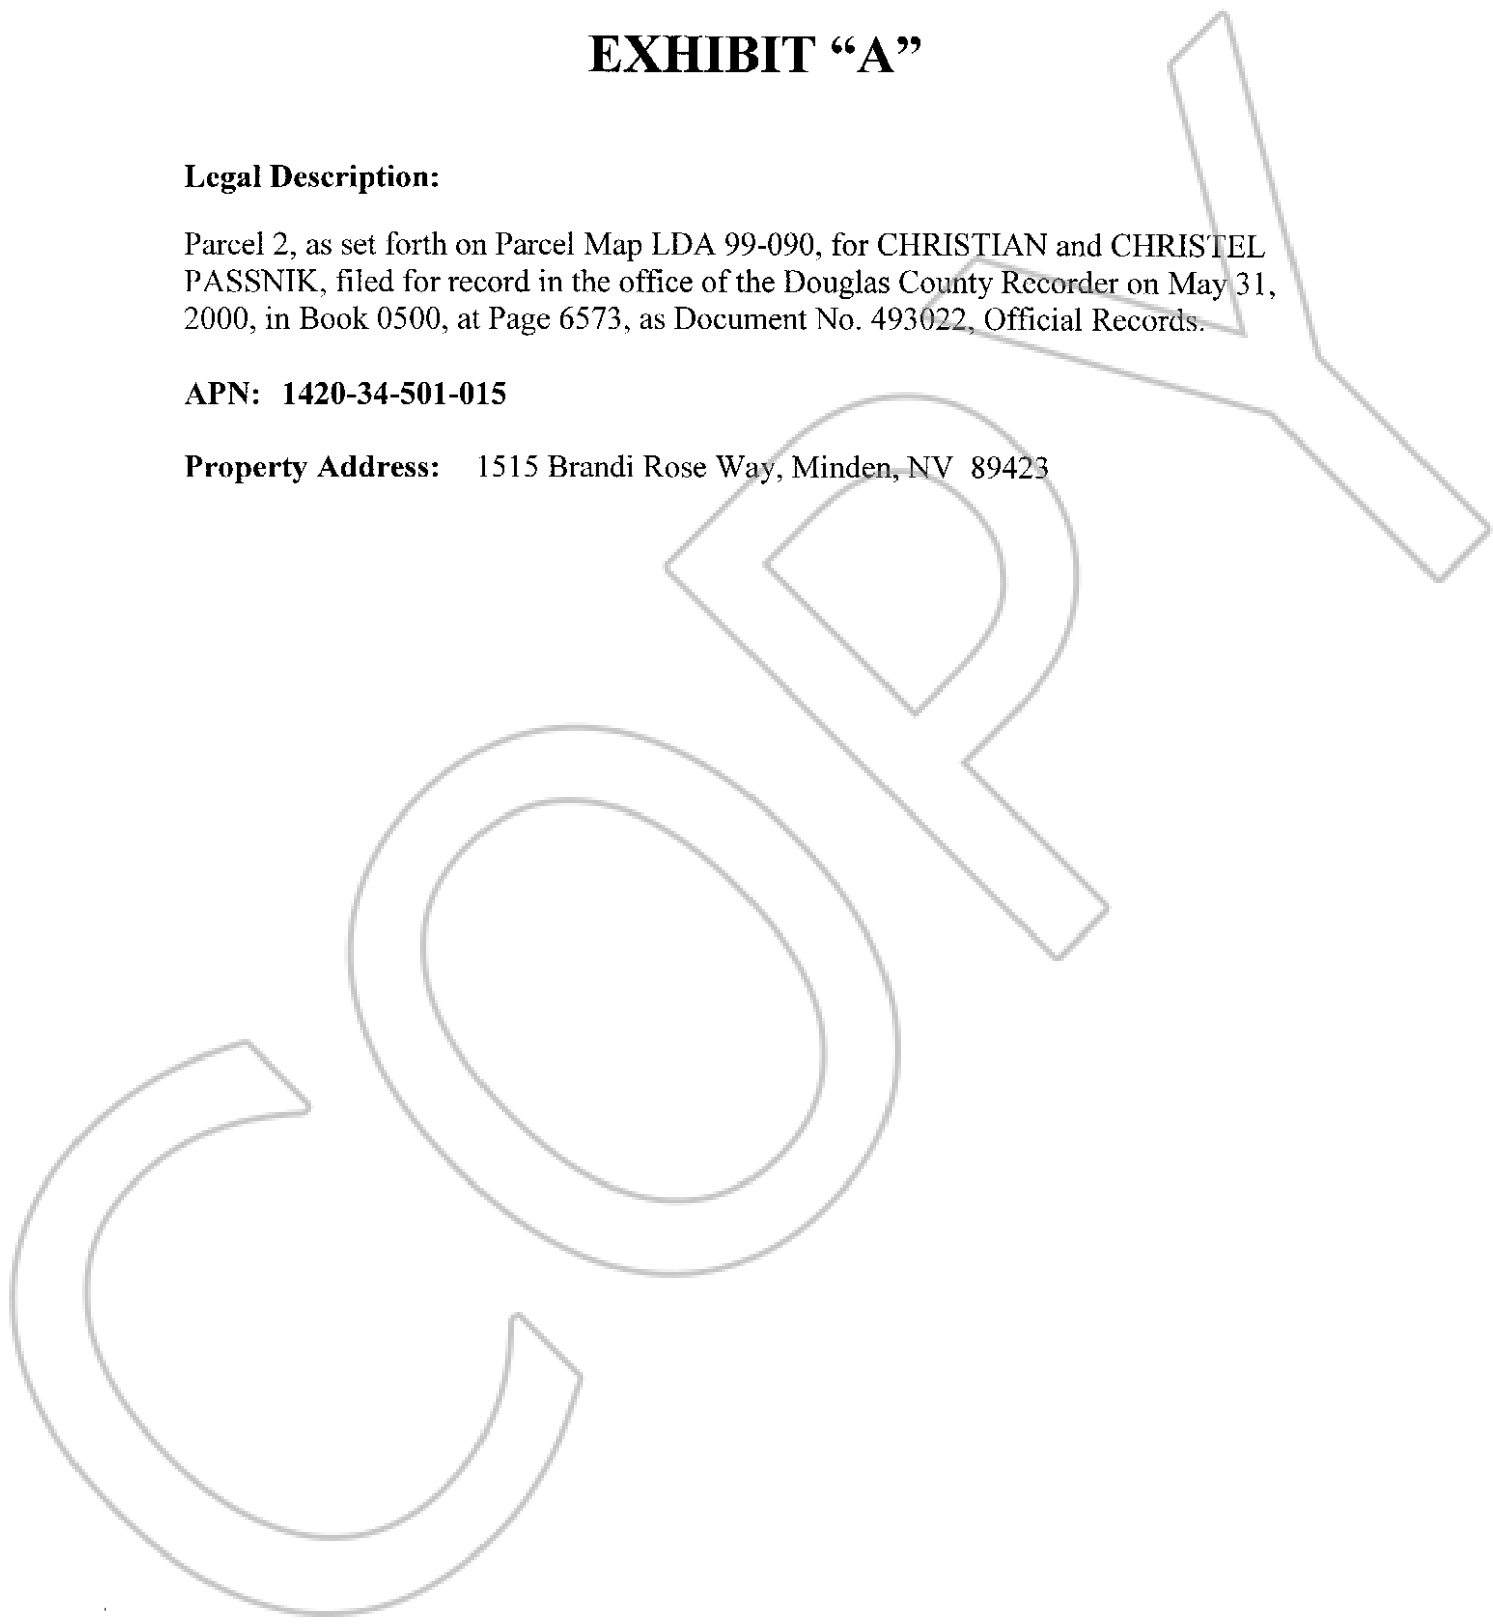 EXHIBIT “A”
Legal Description:
Parcel 2, as set forth on Parcel Map LDA 99-090, for CHRISTIAN and CHRISTEL
PASSNIK, filed for record in the office of the Douglas County Recorder on May 31,
2000, in Book 0500, at Page 6573, as Document No. 493022, Official Records.
APN: 1420-34-501-015
Property Address: 1515 Brandi Rose Way, Minden, NV 89423
COPY